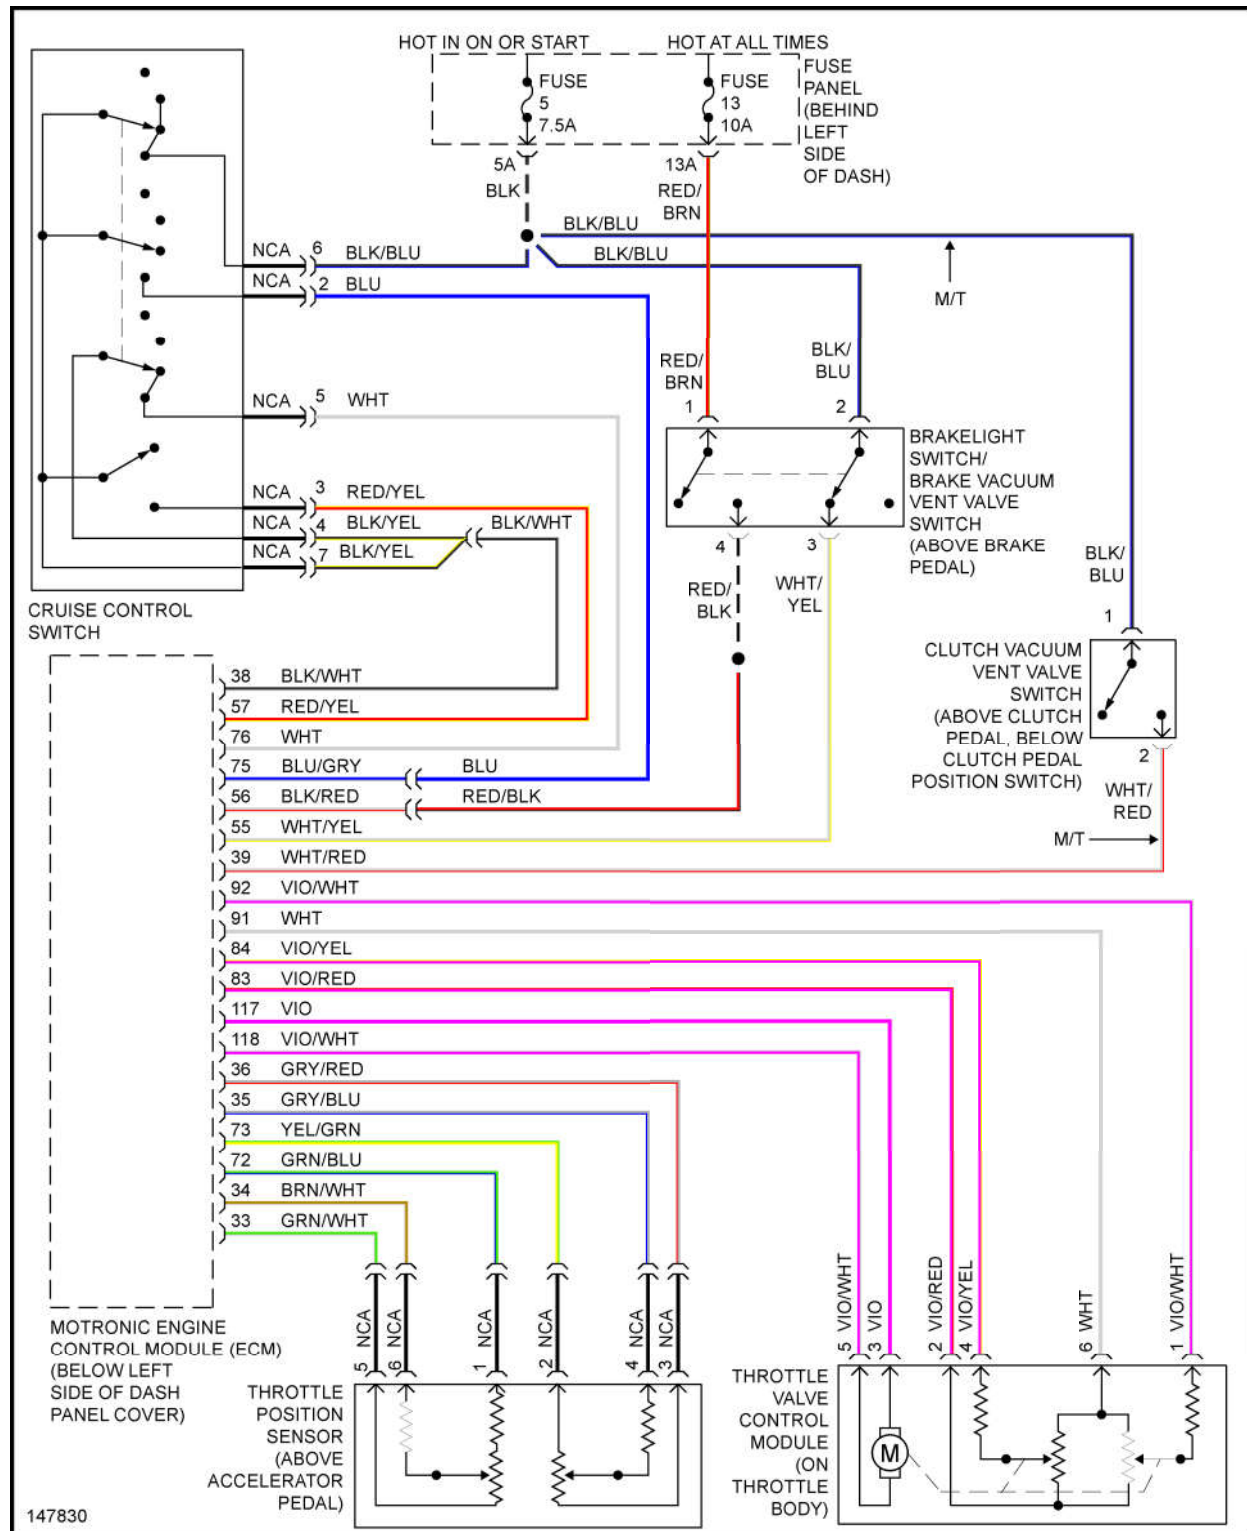 HOT IN ON OR START
HOT AT ALL TIMES
FUSE
5
7.5A
FUSE
13
10A
FUSE
PANEL
(BEHIND
LEFT
SIDE
OF DASH)
5A
13A
BLK
RED/
BRN
BLK/BLU
BLK/BLU
M/T
NCA 6 BLK/BLU
NCA 2 BLU
NCA 5 WHT
NCA 3 RED/YEL
NCA 4 BLK/YEL
NCA 7 BLK/YEL
BLK/WHT
CRUISE CONTROL
SWITCH
RED/
BRN
1
BLK/
BLU
2
BRAKELIGHT
SWITCH/
BRAKE VACUUM
VENT VALVE
SWITCH
(ABOVE BRAKE
PEDAL)
4
3
RED/
BLK
WHT/
YEL
BLK/
BLU
1
CLUTCH VACUUM
VENT VALVE
SWITCH
(ABOVE CLUTCH
PEDAL, BELOW
CLUTCH PEDAL
POSITION SWITCH)
2
WHT/
RED
M/T
38 BLK/WHT
57 RED/YEL
76 WHT
75 BLU/GRY
BLU
56 BLK/RED
RED/BLK
55 WHT/YEL
39 WHT/RED
92 VIO/WHT
91 WHT
84 VIO/YEL
83 VIO/RED
117 VIO
118 VIO/WHT
36 GRY/RED
35 GRY/BLU
73 YEL/GRN
72 GRN/BLU
34 BRN/WHT
33 GRN/WHT
MOTRONIC ENGINE
CONTROL MODULE (ECM)
(BELOW LEFT
SIDE OF DASH
PANEL COVER)
5 NCA
6 NCA
1 NCA
2 NCA
4 NCA
3 NCA
THROTTLE
POSITION
SENSOR
(ABOVE
ACCELERATOR
PEDAL)
5 VIO/WHT
3 VIO
2 VIO/RED
4 VIO/YEL
6 WHT
1 VIO/WHT
THROTTLE
VALVE
CONTROL
MODULE
(ON
THROTTLE
BODY)
M
147830